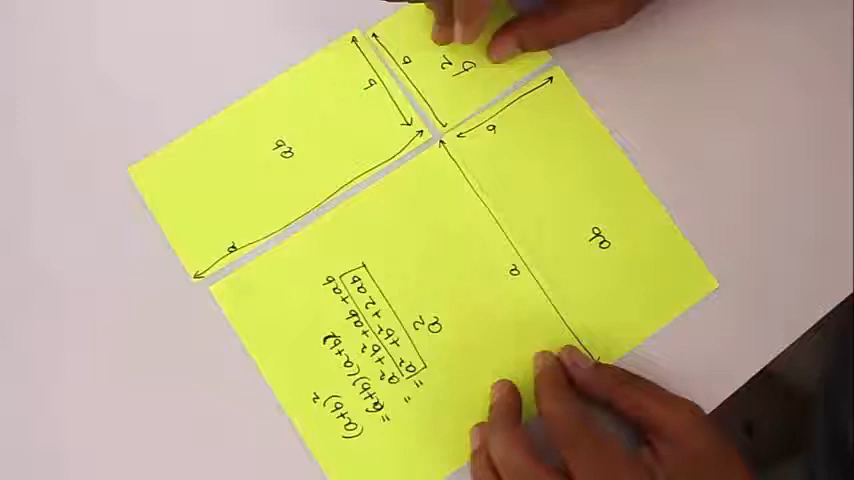 b
b²
b
ab
a
b
ab
a
a²
(a+b)²
= (a+b)(a+b)
= a²+b²+ab+ab
= a²+b²+2ab